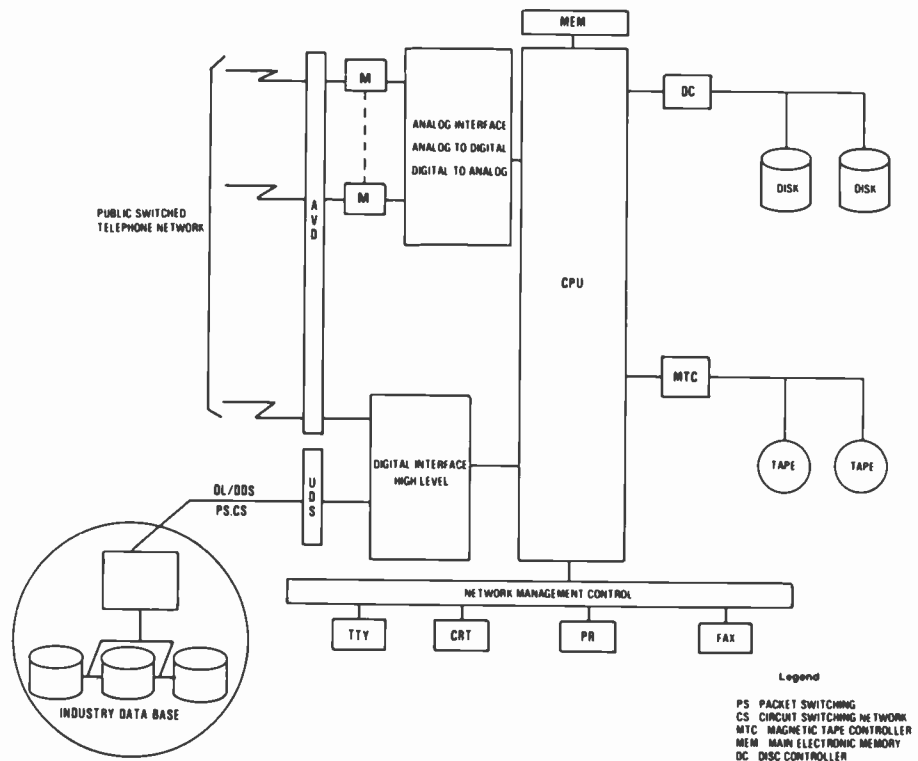 MEM
M
ANALOG INTERFACE
ANALOG TO DIGITAL
DIGITAL TO ANALOG
M
DC
DISK
DISK
PUBLIC SWITCHED
TELEPHONE NETWORK
A
V
D
CPU
MTC
TAPE
TAPE
DIGITAL INTERFACE
HIGH LEVEL
U
D
S
DL/DDS
PS.CS
NETWORK MANAGEMENT CONTROL
TTY
CRT
PR
FAX
INDUSTRY DATA BASE
Legend
PS PACKET SWITCHING
CS CIRCUIT SWITCHING NETWORK
MTC MAGNETIC TAPE CONTROLLER
MEM MAIN ELECTRONIC MEMORY
DC DISC CONTROLLER